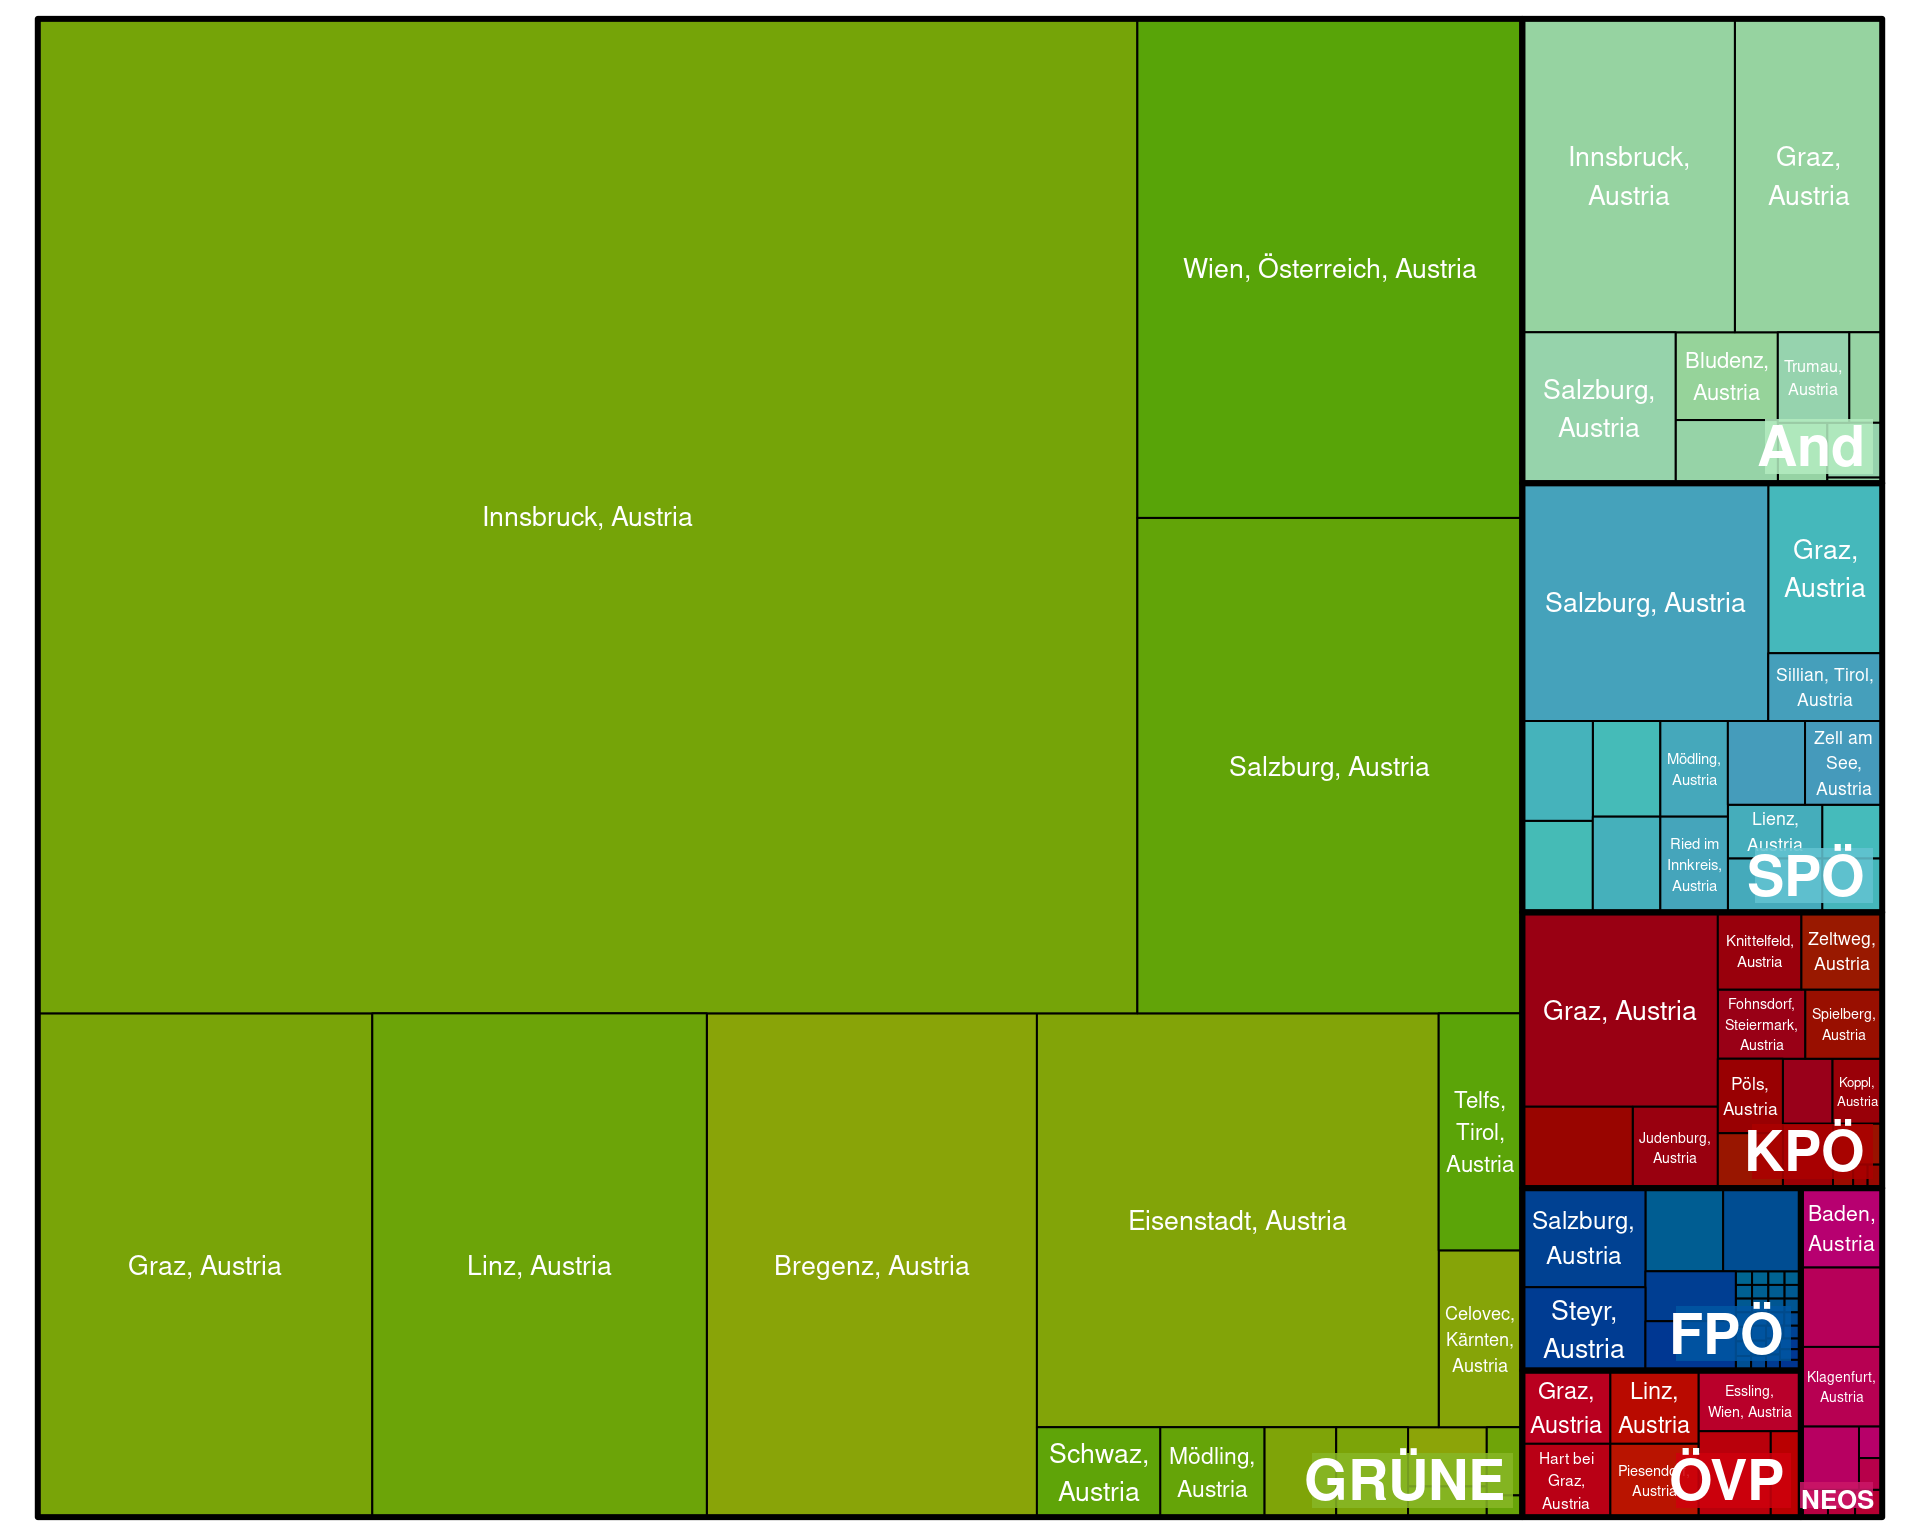 Innsbruck, Austria
Wien, Österreich, Austria
Salzburg, Austria
Graz, Austria
Linz, Austria
Bregenz, Austria
Eisenstadt, Austria
Telfs,
Tirol,
Austria
Celovec,
Kärnten,
Austria
Schwaz,
Austria
Mödling,
Austria
GRÜNE
Innsbruck,
Austria
Graz,
Austria
Salzburg,
Austria
Bludenz,
Austria
Trumau,
Austria
And
Salzburg, Austria
Graz,
Austria
Sillian, Tirol,
Austria
Mödling,
Austria
Zell am
See,
Austria
Ried im
Innkreis,
Austria
Lienz,
Austria
SPÖ
Graz, Austria
Knittelfeld,
Austria
Zeltweg,
Austria
Fohnsdorf,
Steiermark,
Austria
Spielberg,
Austria
Pöls,
Austria
Koppl,
Austria
Judenburg,
Austria
KPÖ
Salzburg,
Austria
Steyr,
Austria
FPÖ
Baden,
Austria
Klagenfurt,
Austria
NEOS
Graz,
Austria
Linz,
Austria
Essling,
Wien, Austria
Hart bei
Graz,
Austria
Austria
ÖVP